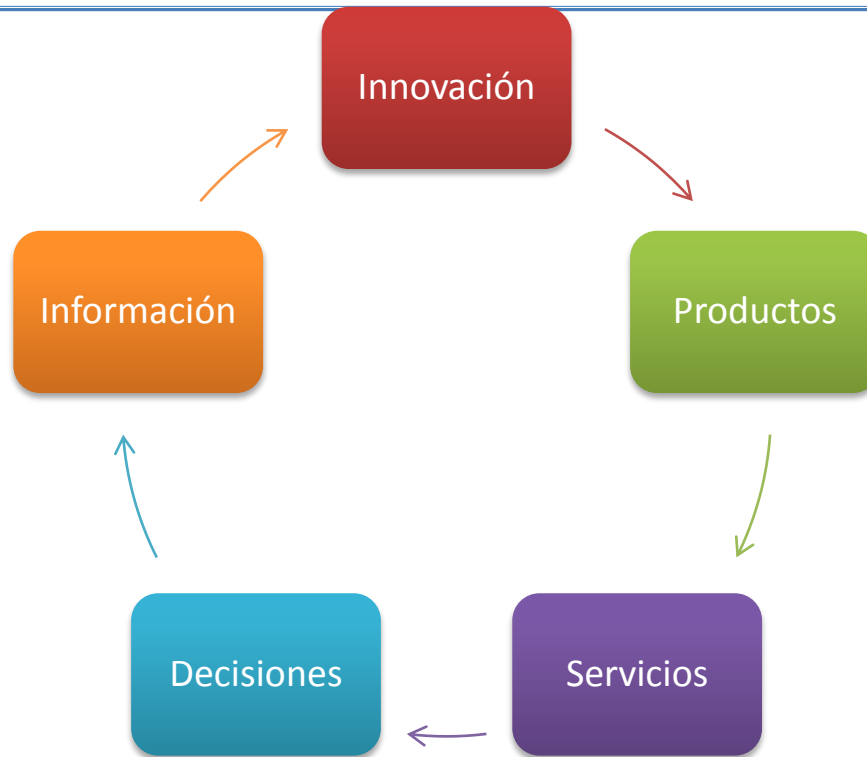 Innovación
Productos
Servicios
Decisiones
Información